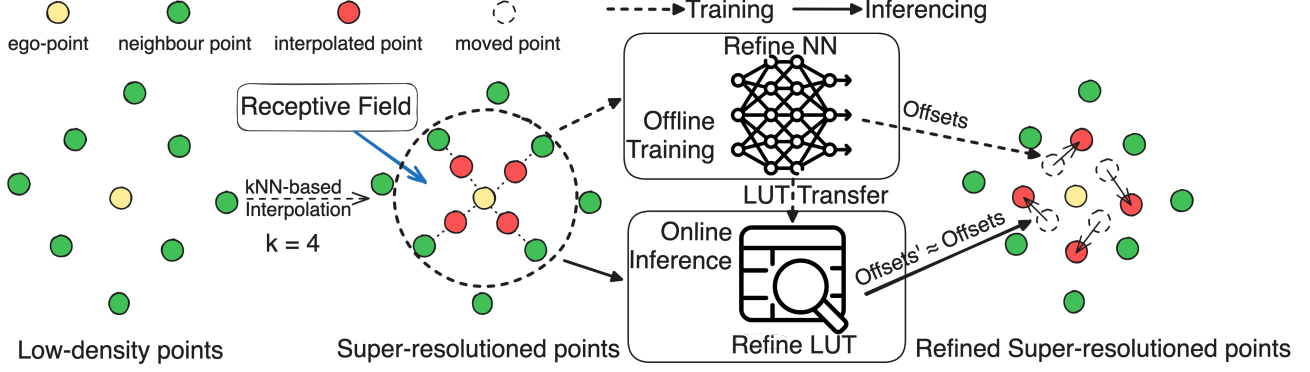 Training
Inferencing
ego-point
neighbour point
interpolated point
moved point
Receptive Field
kNN-based
Interpolation
k = 4
Refine NN
Offline
Training
LUT Transfer
Online
Inference
Refine LUT
Offsets
Offsets' ≈ Offsets
Low-density points
Super-resolutioned points
Refined Super-resolutioned points